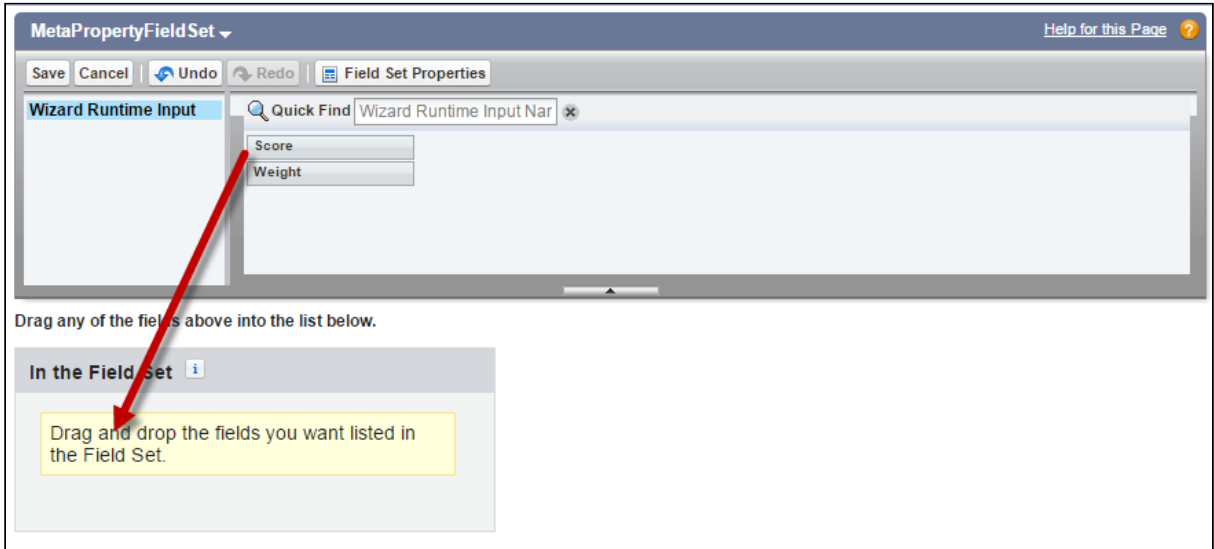 MetaPropertyFieldSet
Help for this Page ?
Save Cancel Undo Redo Field Set Properties
Wizard Runtime Input
Quick Find Wizard Runtime Input Nar
Score
Weight
Drag any of the fields above into the list below.
In the Field Set i
Drag and drop the fields you want listed in
the Field Set.